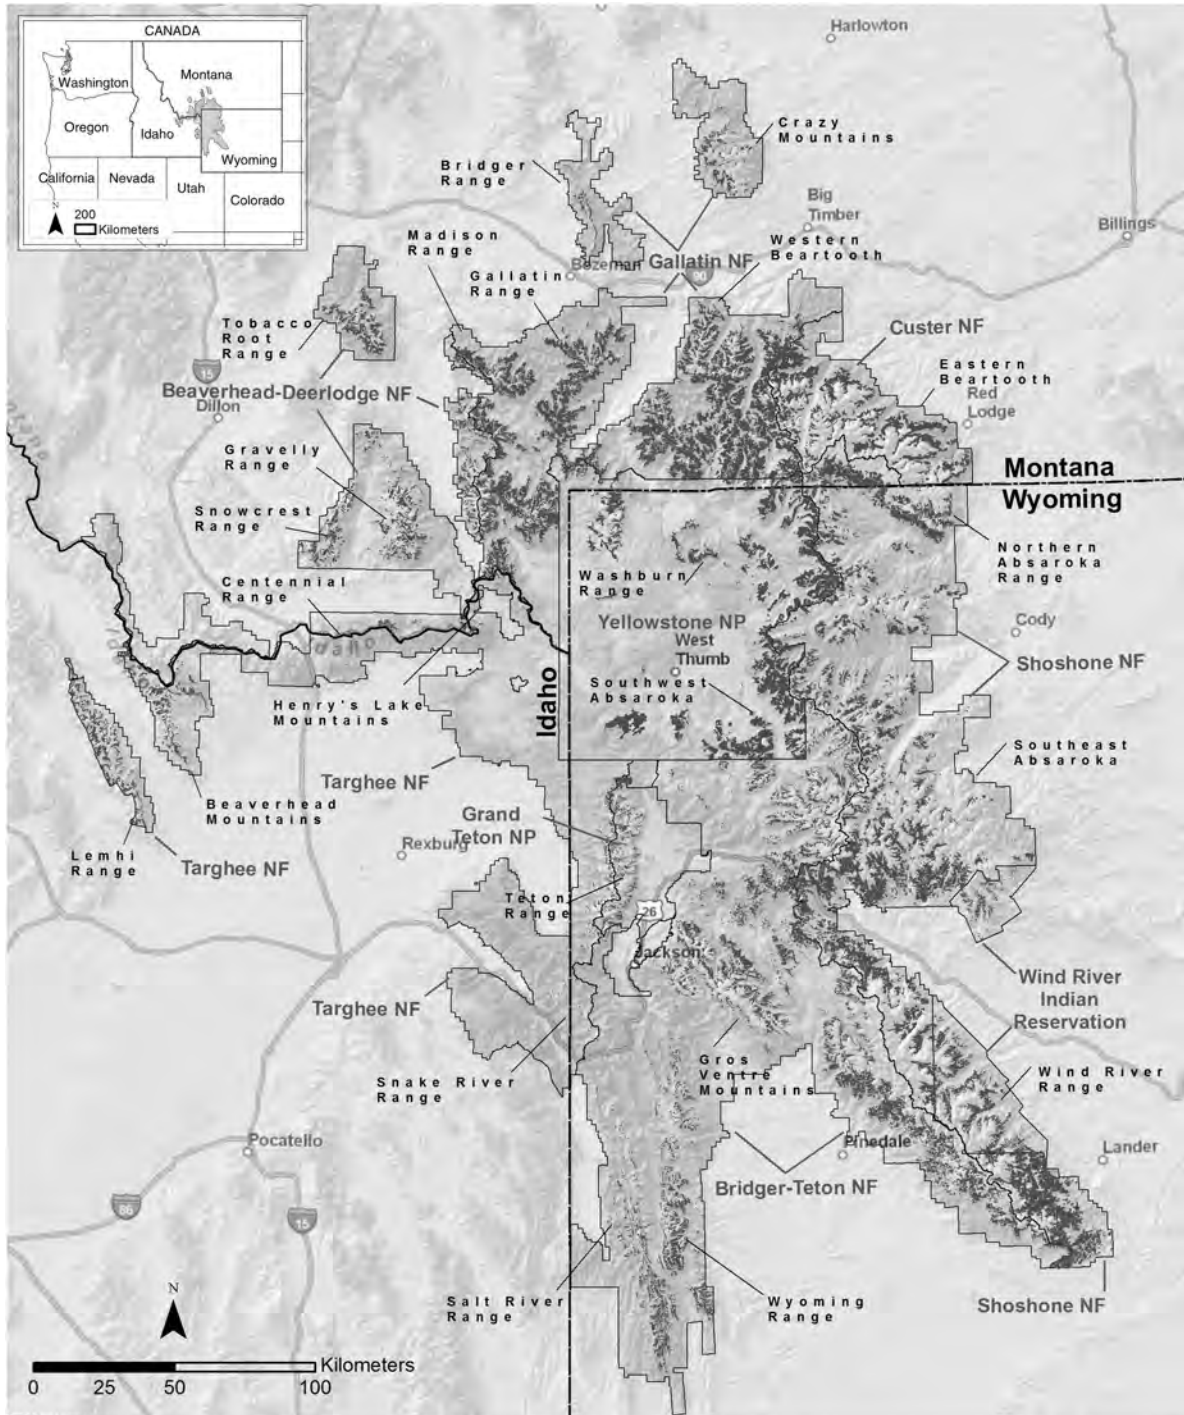 CANADA
Washington
Montana
Oregon
Idaho
Wyoming
California
Nevada
Utah
Colorado
N
200
Kilometers
Harlowton
Crazy
Mountains
Bridger
Range
Big
Timber
Billings
Madison
Range
Western
Beartooth
Bozeman
Gallatin NF
90
Gallatin
Range
Tobacco
Root
Range
Custer NF
15
Eastern
Beartooth
Beaverhead-Deerlodge NF
Dillon
Red
Lodge
Gravelly
Range
Montana
Wyoming
Snowcrest
Range
Northern
Absaroka
Range
Centennial
Range
Washburn
Range
Yellowstone NP
West
Thumb
Cody
Shoshone NF
Idaho
Southwest
Absaroka
Henry's Lake
Mountains
Idaho
Targhee NF
Southeast
Absaroka
Beaverhead
Mountains
Grand
Teton NP
Rexburg
Lemhi
Range
Targhee NF
Teton
Range
26
Jackson
Wind River
Indian
Reservation
Targhee NF
Gros
Ventre
Mountains
Snake River
Range
Wind River
Range
Pocatello
Pinedale
Lander
Bridger-Teton NF
86
15
Salt River
Range
Wyoming
Range
Shoshone NF
N
Kilometers
0 25 50 100